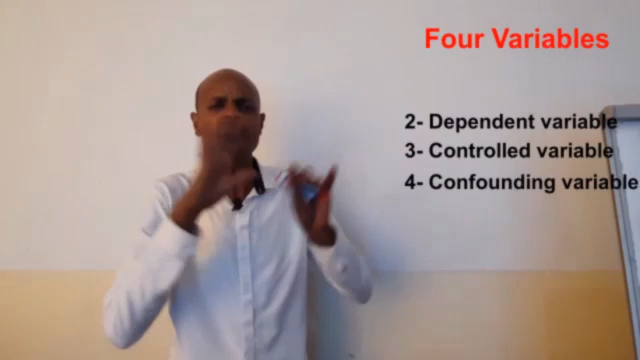 Four Variables
2- Dependent variable
3- Controlled variable
4- Confounding variable